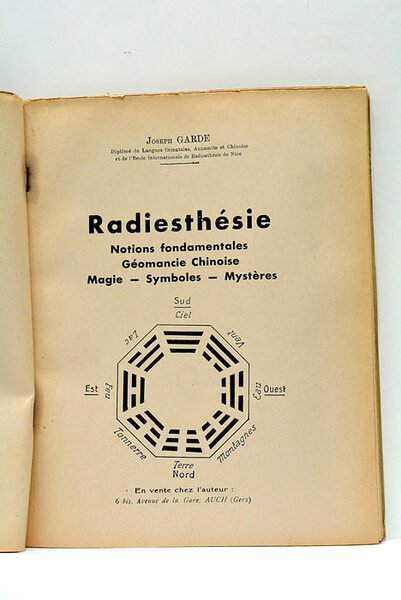 Joseph GARDE
Diplômé de Langues Orientales, Annamite et Chinoise
et de l'Ecole Internationale de Radiesthésie de Nice
Radiesthésie
Notions fondamentales
Géomancie Chinoise
Magie — Symboles — Mystères
Sud
Ciel
Lac
Vent
Est
Feu
Eau
Ouest
Tonnerre
Montagnes
Terre
Nord
En vente chez l'auteur :
6 bis, Avenue de la Gare, AUCH (Gers)